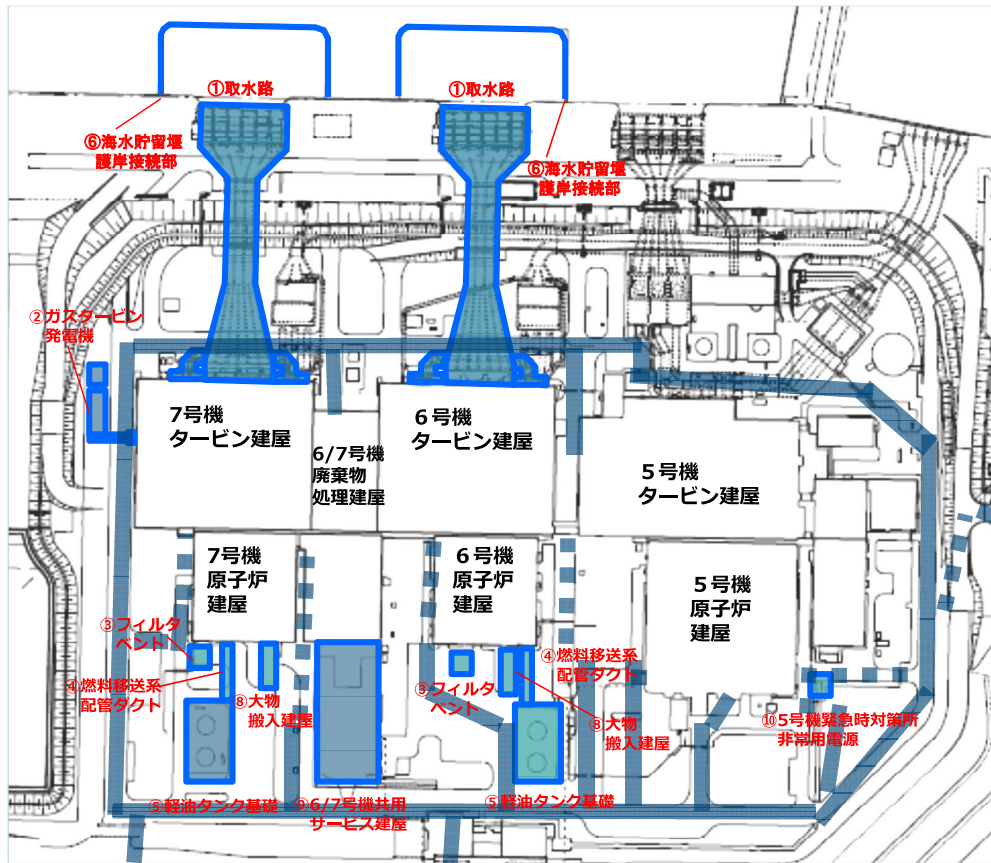 ①取水路
①取水路
⑥海水貯留堰
護岸接続部
⑥海水貯留堰
護岸接続部
②ガスタービン
発電機
7号機
タービン建屋
6/7号機
廃棄物
処理建屋
６号機
タービン建屋
５号機
タービン建屋
7号機
原子炉
建屋
６号機
原子炉
建屋
５号機
原子炉
建屋
③フィルタ
ベント
④燃料移送系
配管ダクト
⑧大物
搬入建屋
③フィルタ
ベント
④燃料移送系
配管ダクト
⑧大物
搬入建屋
⑩５号機緊急時対策所
非常用電源
⑤軽油タンク基礎
⑨6/7号機共用
サービス建屋
⑤軽油タンク基礎